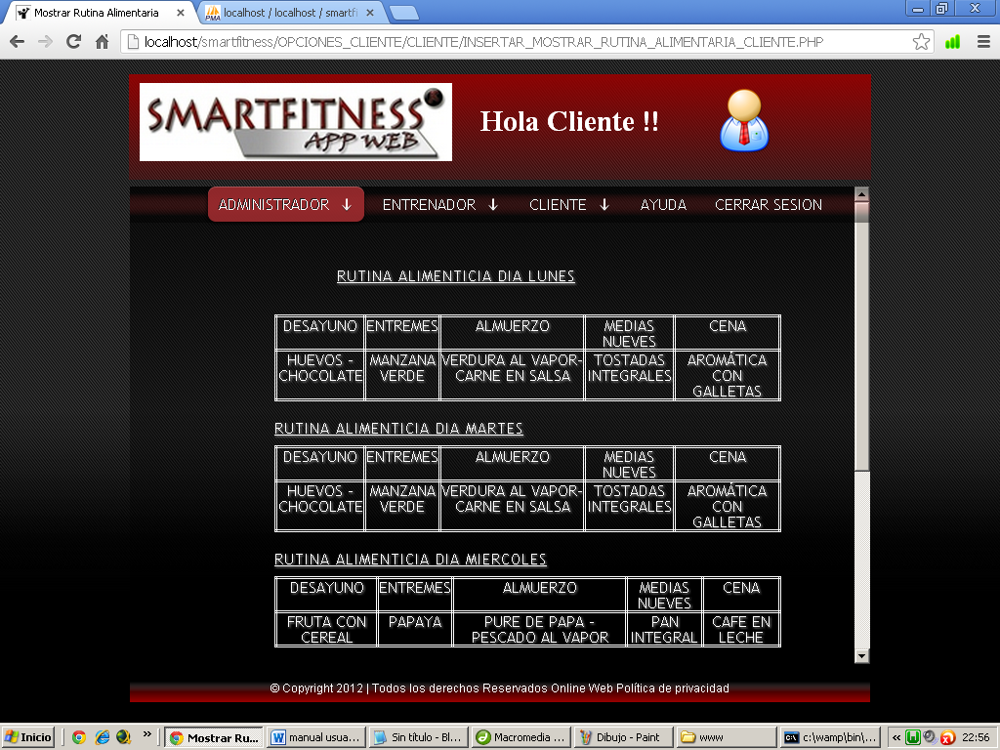 Mostrar Rutina Alimentaria
localhost / localhost / smartfi
localhost/smartfitness/OPCIONES_CLIENTE/CLIENTE/INSERTAR_MOSTRAR_RUTINA_ALIMENTARIA_CLIENTE.PHP
SMARTFITNESS
APP WEB
Hola Cliente !!
ADMINISTRADOR ↓ ENTRENADOR ↓ CLIENTE ↓ AYUDA CERRAR SESION
RUTINA ALIMENTICIA DIA LUNES
DESAYUNO ENTREMES ALMUERZO MEDIAS CENA
NUEVES
HUEVOS - MANZANA VERDURA AL VAPOR- TOSTADAS AROMÁTICA
CHOCOLATE VERDE CARNE EN SALSA INTEGRALES CON
GALLETAS
RUTINA ALIMENTICIA DIA MARTES
DESAYUNO ENTREMES ALMUERZO MEDIAS CENA
NUEVES
HUEVOS - MANZANA VERDURA AL VAPOR- TOSTADAS AROMÁTICA
CHOCOLATE VERDE CARNE EN SALSA INTEGRALES CON
GALLETAS
RUTINA ALIMENTICIA DIA MIERCOLES
DESAYUNO ENTREMES ALMUERZO MEDIAS CENA
NUEVES
FRUTA CON PAPAYA PURE DE PAPA - PAN CAFE EN
CEREAL PESCADO AL VAPOR INTEGRAL LECHE
© Copyright 2012 | Todos los derechos Reservados Online Web Política de privacidad
Inicio » Mostrar Ru... manual usua... Sin título - Bl... Macromedia ... Dibujo - Paint www c:\wamp\bin\... « 22:56